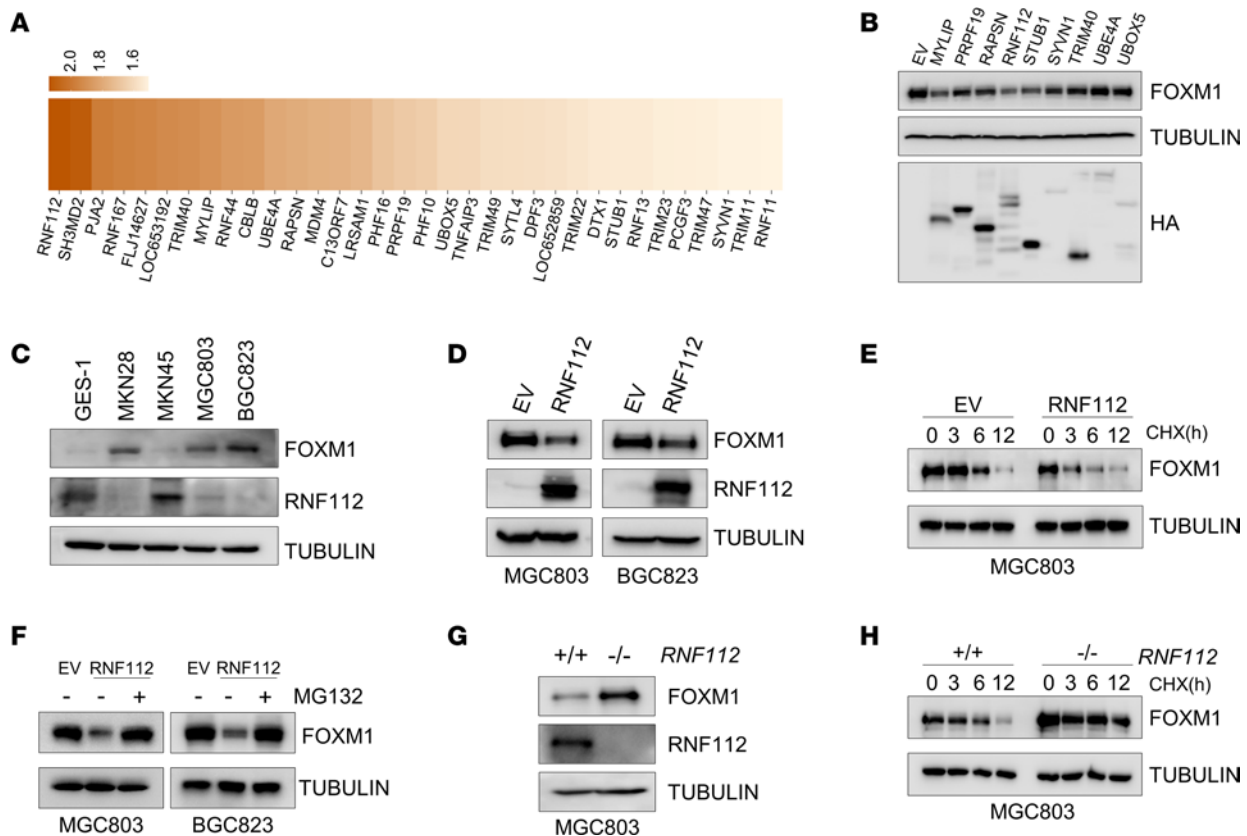 A
2.0 1.8 1.6
RNF112 SH3MD2 PJA2 RNF167 FLJ14627 LOC653192 TRIM40 MYLIP RNF44 CBLB UBE4A RAPSN MDM4 C13ORF7 LRSAM1 PHF16 PRPF19 PHF10 UBOX5 TNFAIP3 TRIM49 SYTL4 DPF3 LOC652859 TRIM22 DTX1 STUB1 RNF13 TRIM23 PCGF3 TRIM47 SYVN1 TRIM11 RNF11
B
EV MYLIP PRPF19 RAPSN RNF112 STUB1 SYVN1 TRIM40 UBE4A UBOX5
FOXM1
TUBULIN
HA
C
GES-1 MKN28 MKN45 MGC803 BGC823
FOXM1
RNF112
TUBULIN
D
EV RNF112 EV RNF112
FOXM1
RNF112
TUBULIN
MGC803 BGC823
E
EV RNF112
0 3 6 12 0 3 6 12 CHX(h)
FOXM1
TUBULIN
MGC803
F
EV RNF112 EV RNF112
- - + - - + MG132
FOXM1
TUBULIN
MGC803 BGC823
G
+/+ -/- RNF112
FOXM1
RNF112
TUBULIN
MGC803
H
+/+ -/- RNF112
0 3 6 12 0 3 6 12 CHX(h)
FOXM1
TUBULIN
MGC803